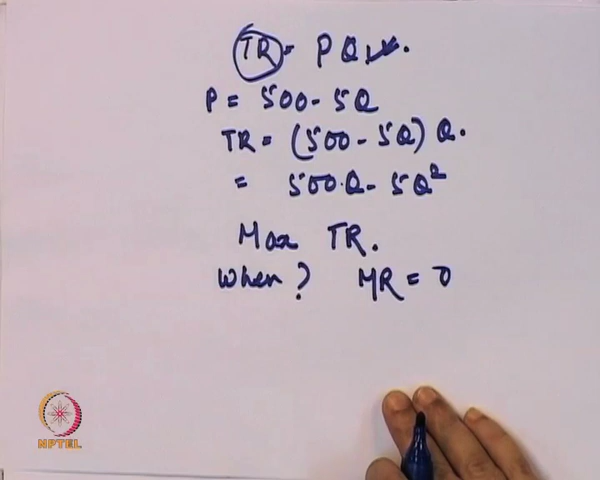 TR = PQ.
P = 500 - 5Q
TR = (500 - 5Q) Q.
= 500.Q - 5Q²
Max TR.
When? MR = 0
NPTEL